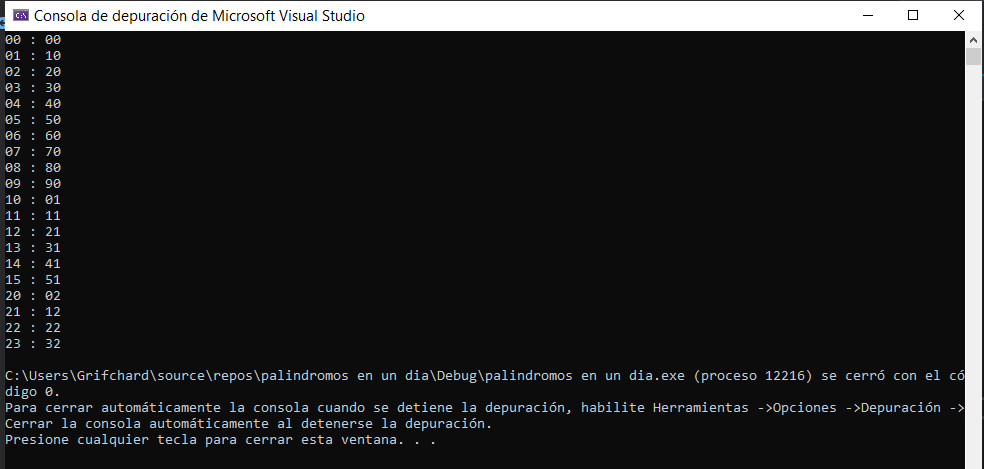 Consola de depuración de Microsoft Visual Studio
00 : 00
01 : 10
02 : 20
03 : 30
04 : 40
05 : 50
06 : 60
07 : 70
08 : 80
09 : 90
10 : 01
11 : 11
12 : 21
13 : 31
14 : 41
15 : 51
20 : 02
21 : 12
22 : 22
23 : 32
C:\Users\Grifchard\source\repos\palindromos en un dia\Debug\palindromos en un dia.exe (proceso 12216) se cerró con el có
digo 0.
Para cerrar automáticamente la consola cuando se detiene la depuración, habilite Herramientas ->Opciones ->Depuración ->
Cerrar la consola automáticamente al detenerse la depuración.
Presione cualquier tecla para cerrar esta ventana. . .